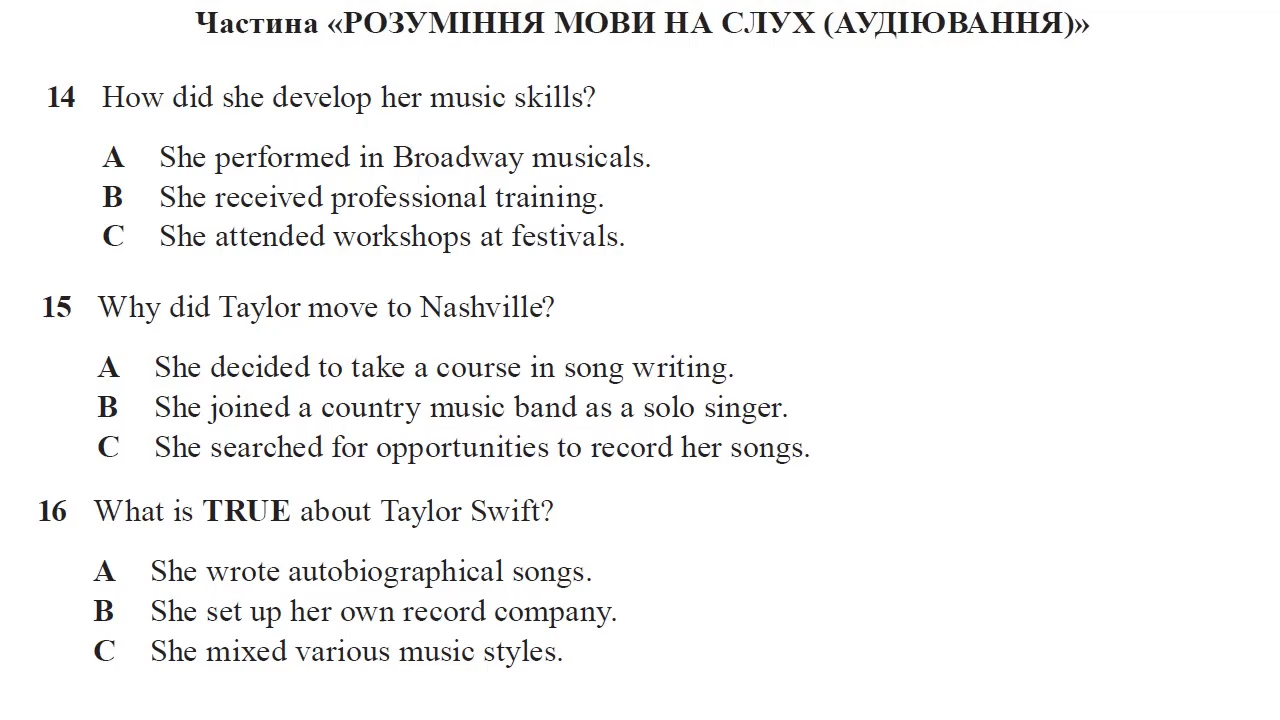 Частина «РОЗУМІННЯ МОВИ НА СЛУХ (АУДІЮВАННЯ)»
14 How did she develop her music skills?
A She performed in Broadway musicals.
B She received professional training.
C She attended workshops at festivals.
15 Why did Taylor move to Nashville?
A She decided to take a course in song writing.
B She joined a country music band as a solo singer.
C She searched for opportunities to record her songs.
16 What is TRUE about Taylor Swift?
A She wrote autobiographical songs.
B She set up her own record company.
C She mixed various music styles.